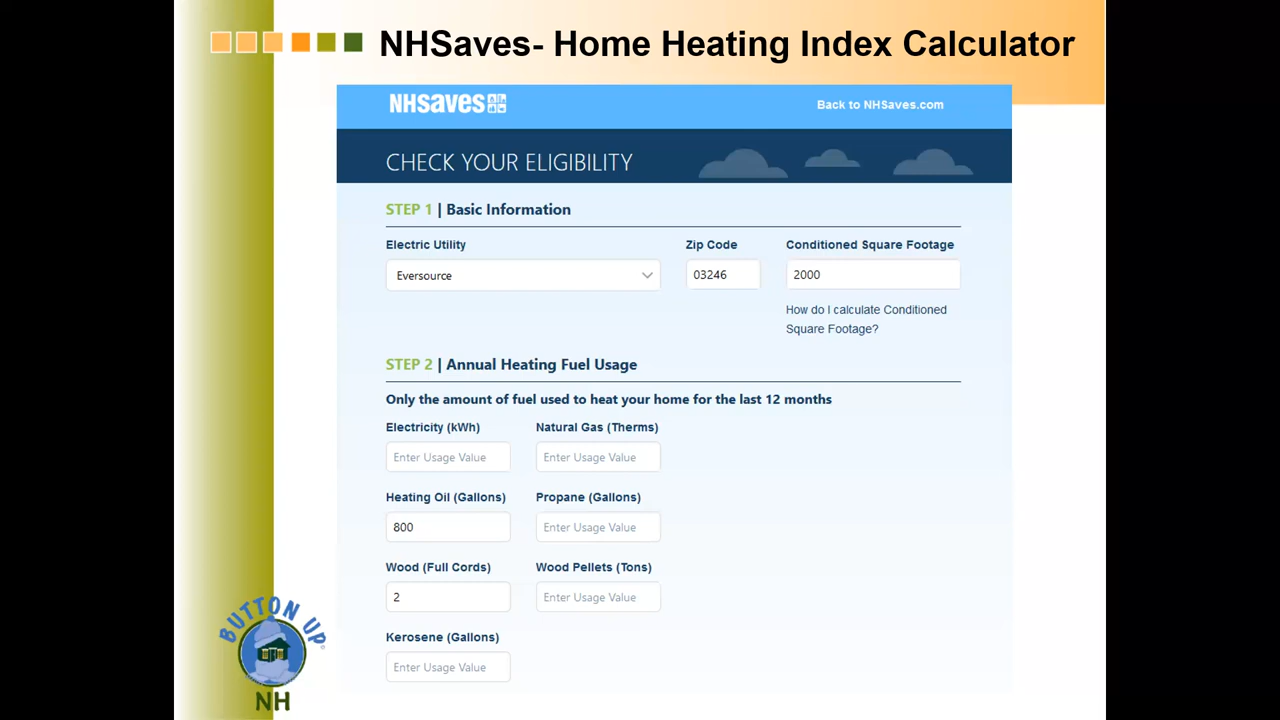 NHSaves- Home Heating Index Calculator
NHSaves
Back to NHSaves.com
CHECK YOUR ELIGIBILITY
STEP 1 | Basic Information
Electric Utility
Zip Code
Conditioned Square Footage
Eversource
03246
2000
How do I calculate Conditioned
Square Footage?
STEP 2 | Annual Heating Fuel Usage
Only the amount of fuel used to heat your home for the last 12 months
Electricity (kWh)
Natural Gas (Therms)
Enter Usage Value
Enter Usage Value
Heating Oil (Gallons)
Propane (Gallons)
800
Enter Usage Value
Wood (Full Cords)
Wood Pellets (Tons)
2
Enter Usage Value
Kerosene (Gallons)
Enter Usage Value
BUTTON UP
NH